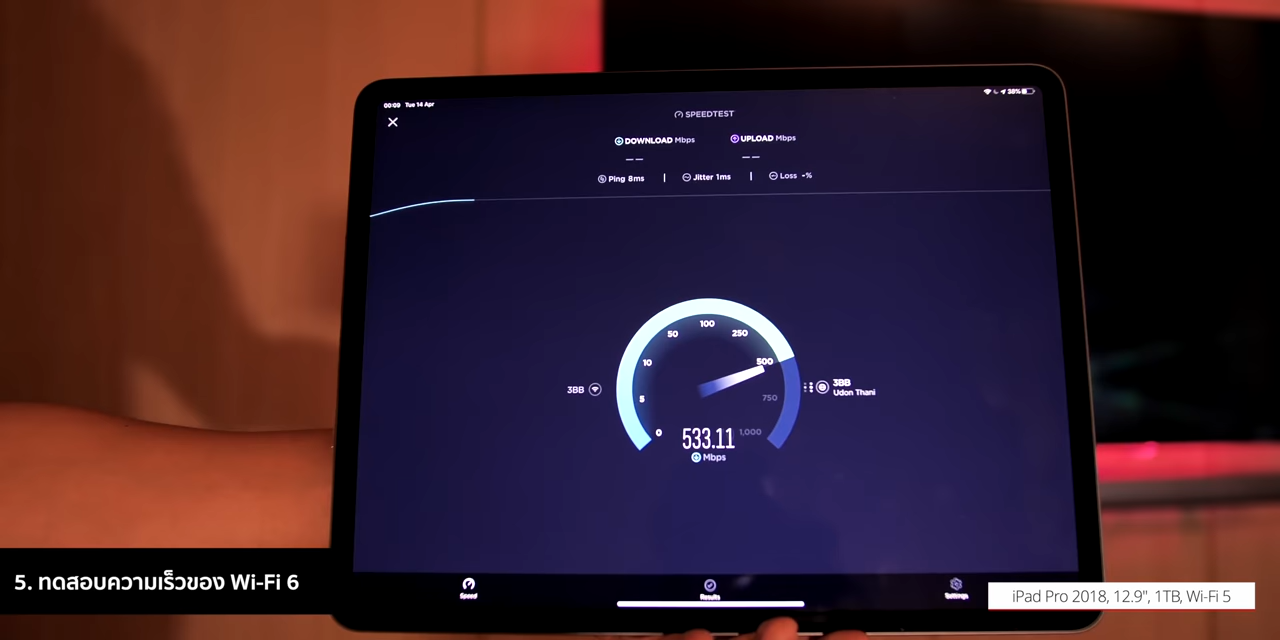 00:09 Tue 14 Apr
38%
SPEEDTEST
DOWNLOAD Mbps
UPLOAD Mbps
Ping 8ms | Jitter 1ms | Loss -%
0
5
10
50
100
250
500
750
1,000
3BB
3BB
Udon Thani
533.11
Mbps
Speed
Results
Settings
5. ทดสอบความเร็วของ Wi-Fi 6
iPad Pro 2018, 12.9", 1TB, Wi-Fi 5